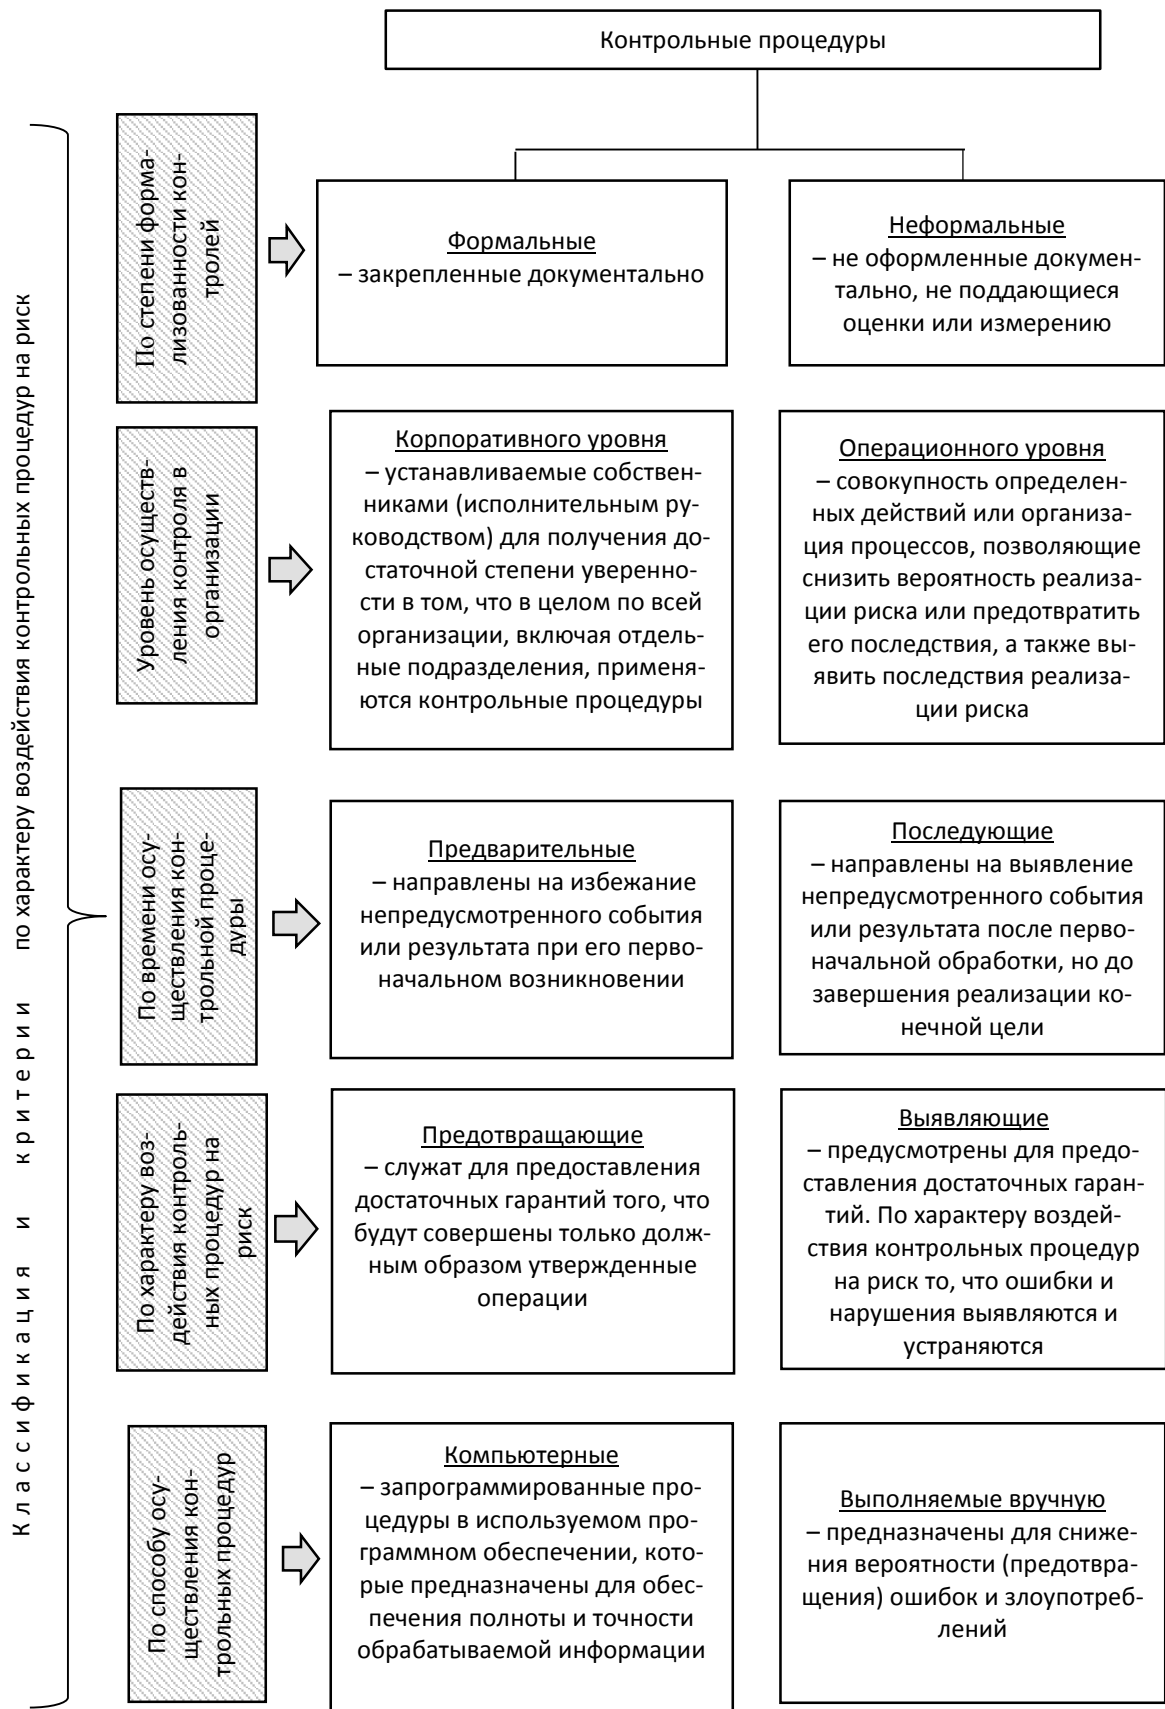 Контрольные процедуры
Классификация и критерии по характеру воздействия контрольных процедур на риск
По степени форма-
лизованности кон-
тролей
Формальные
– закрепленные документально
Неформальные
– не оформленные докумен-
тально, не поддающиеся
оценки или измерению
Уровень осуществ-
ления контроля в
организации
Корпоративного уровня
– устанавливаемые собствен-
никами (исполнительным ру-
ководством) для получения до-
статочной степени уверенно-
сти в том, что в целом по всей
организации, включая отдель-
ные подразделения, применя-
ются контрольные процедуры
Операционного уровня
– совокупность определен-
ных действий или организа-
ция процессов, позволяющие
снизить вероятность реализа-
ции риска или предотвратить
его последствия, а также вы-
явить последствия реализа-
ции риска
По времени осу-
ществления кон-
трольной проце-
дуры
Предварительные
– направлены на избежание
непредусмотренного события
или результата при его перво-
начальном возникновении
Последующие
– направлены на выявление
непредусмотренного события
или результата после перво-
начальной обработки, но до
завершения реализации ко-
нечной цели
По характеру воз-
действия контроль-
ных процедур на
риск
Предотвращающие
– служат для предоставления
достаточных гарантий того, что
будут совершены только долж-
ным образом утвержденные
операции
Выявляющие
– предусмотрены для предо-
ставления достаточных гаран-
тий. По характеру воздей-
ствия контрольных процедур
на риск то, что ошибки и
нарушения выявляются и
устраняются
По способу осу-
ществления кон-
трольных процедур
Компьютерные
– запрограммированные про-
цедуры в используемом про-
граммном обеспечении, кото-
рые предназначены для обес-
печения полноты и точности
обрабатываемой информации
Выполняемые вручную
– предназначены для сниже-
ния вероятности (предотвра-
щения) ошибок и злоупотреб-
лений